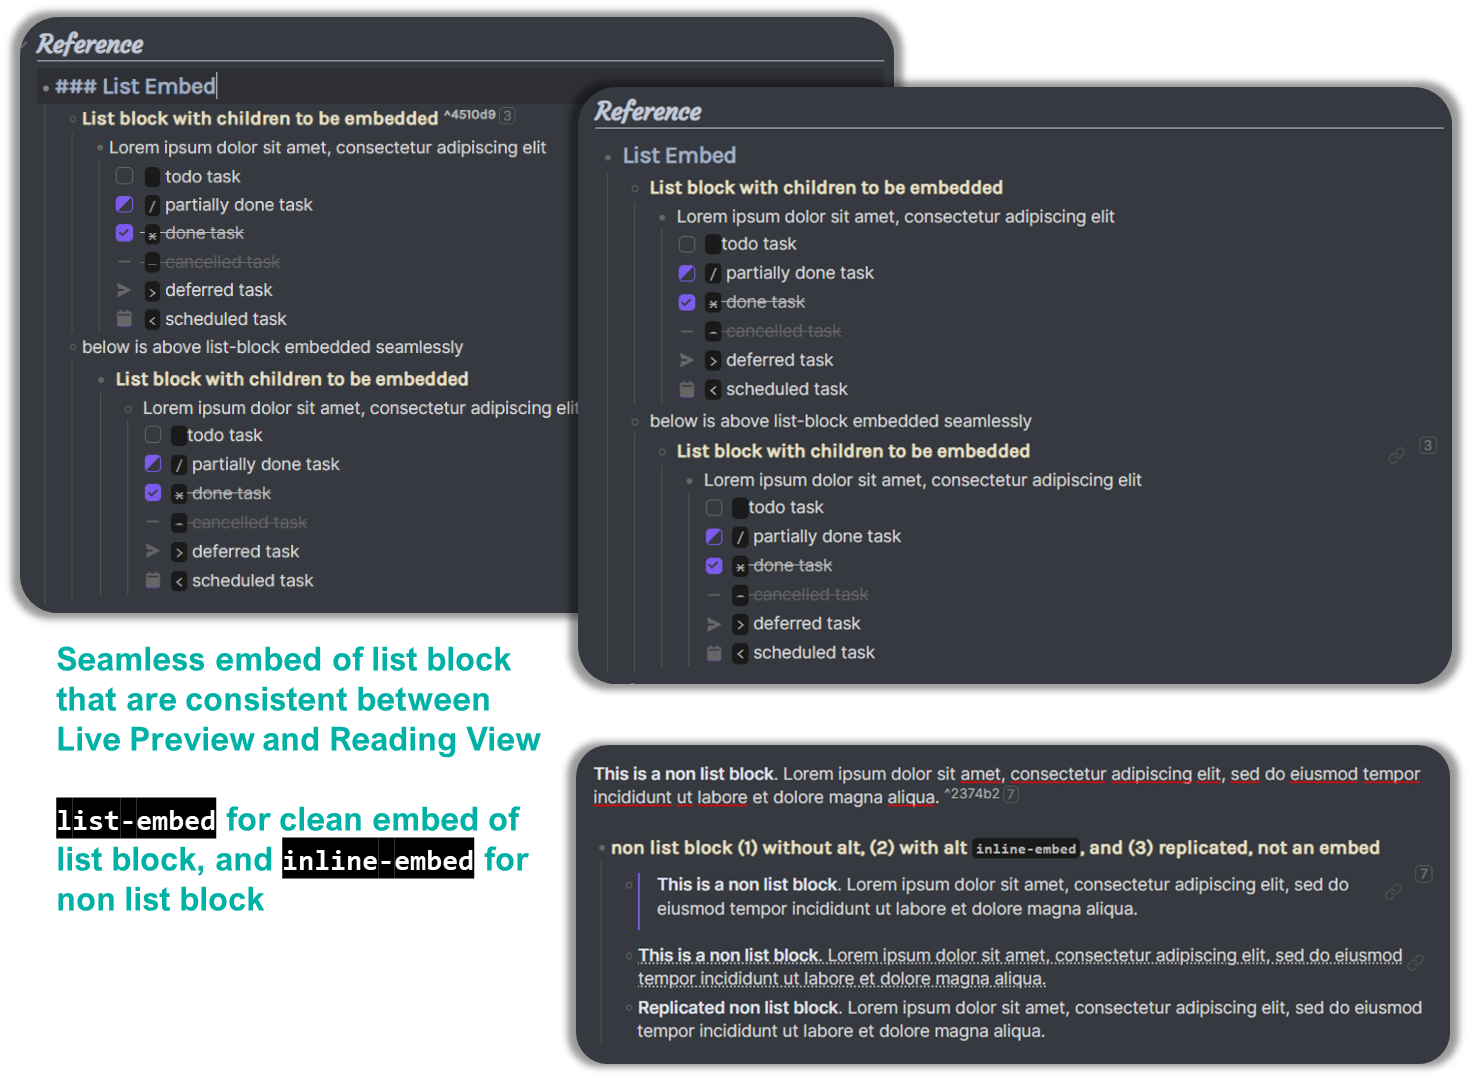 Reference
### List Embed
List block with children to be embedded ^4510d9 3
Lorem ipsum dolor sit amet, consectetur adipiscing elit
todo task
/ partially done task
* done task
- cancelled task
> deferred task
< scheduled task
below is above list-block embedded seamlessly
List block with children to be embedded
Lorem ipsum dolor sit amet, consectetur adipiscing elit
todo task
/ partially done task
* done task
- cancelled task
> deferred task
< scheduled task
Reference
List Embed
List block with children to be embedded
Lorem ipsum dolor sit amet, consectetur adipiscing elit
todo task
/ partially done task
* done task
- cancelled task
> deferred task
< scheduled task
below is above list-block embedded seamlessly
List block with children to be embedded 3
Lorem ipsum dolor sit amet, consectetur adipiscing elit
todo task
/ partially done task
* done task
- cancelled task
> deferred task
< scheduled task
Seamless embed of list block
that are consistent between
Live Preview and Reading View
list-embed for clean embed of
list block, and inline-embed for
non list block
This is a non list block. Lorem ipsum dolor sit amet, consectetur adipiscing elit, sed do eiusmod tempor
incididunt ut labore et dolore magna aliqua. ^2374b2 7
non list block (1) without alt, (2) with alt inline-embed, and (3) replicated, not an embed
This is a non list block. Lorem ipsum dolor sit amet, consectetur adipiscing elit, sed do 7
eiusmod tempor incididunt ut labore et dolore magna aliqua.
This is a non list block. Lorem ipsum dolor sit amet, consectetur adipiscing elit, sed do eiusmod
tempor incididunt ut labore et dolore magna aliqua.
Replicated non list block. Lorem ipsum dolor sit amet, consectetur adipiscing elit, sed do eiusmod
tempor incididunt ut labore et dolore magna aliqua.